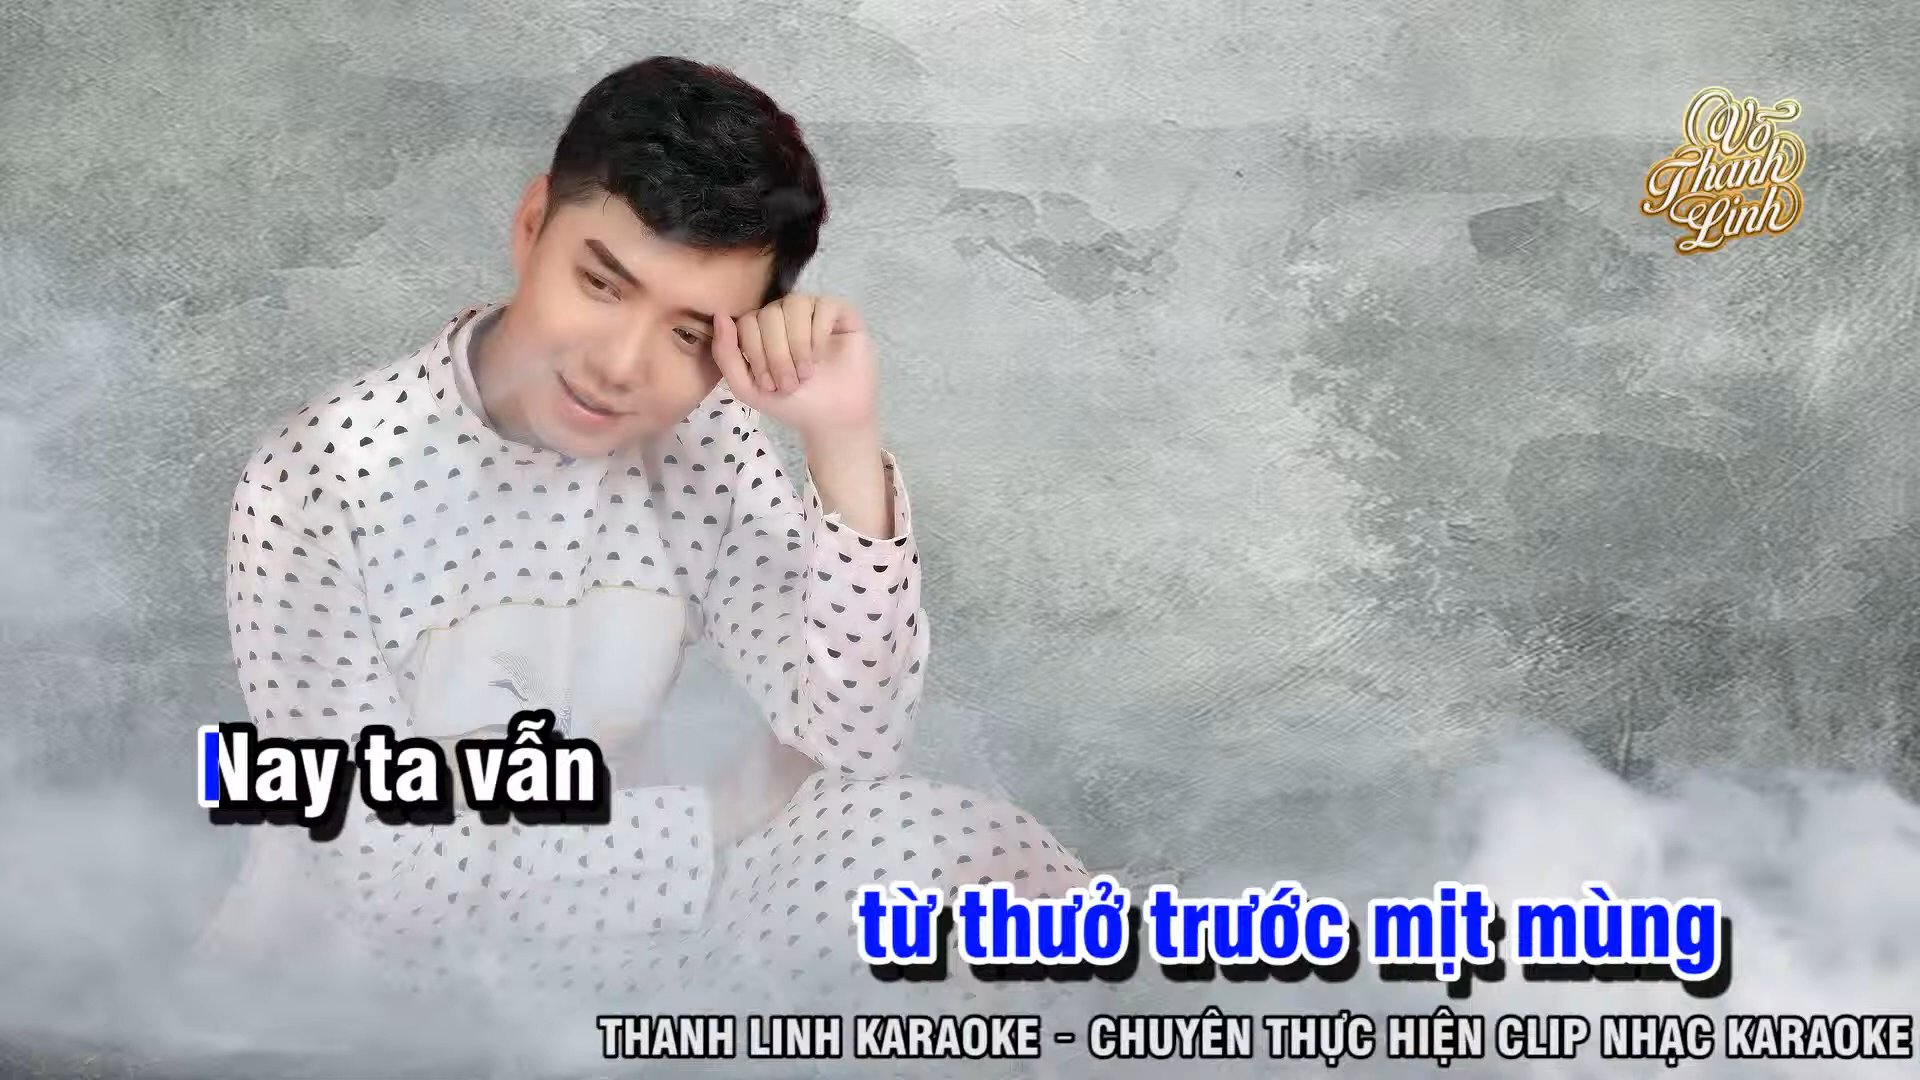 Võ
Thanh
Linh
Nay ta vẫn
từ thưở trước mịt mùng
THANH LINH KARAOKE - CHUYÊN THỰC HIỆN CLIP NHẠC KARAOKE